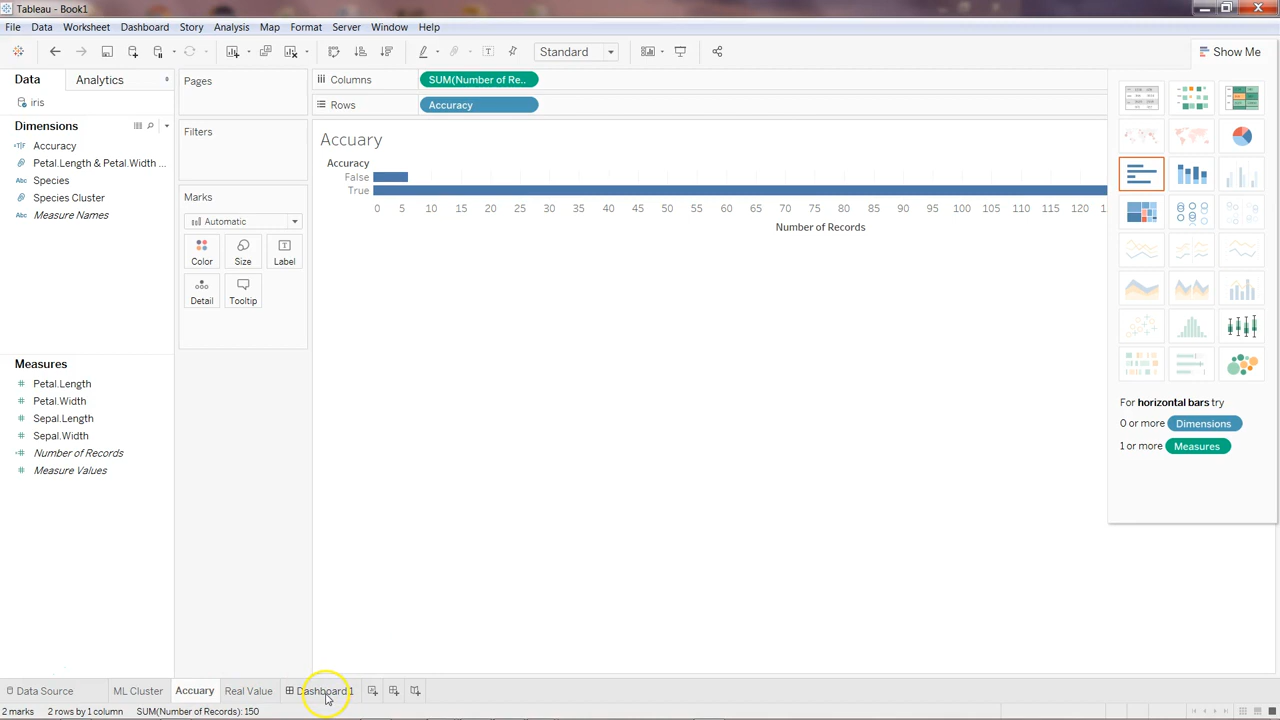 Tableau - Book1
File Data Worksheet Dashboard Story Analysis Map Format Server Window Help
Standard
Show Me
Data Analytics
iris
Dimensions
Accuracy
Petal.Length & Petal.Width ...
Species
Species Cluster
Measure Names
Measures
Petal.Length
Petal.Width
Sepal.Length
Sepal.Width
Number of Records
Measure Values
Pages
Filters
Marks
Automatic
Color Size Label
Detail Tooltip
Columns SUM(Number of Re..
Rows Accuracy
Accuary
Accuracy
False
True
0 5 10 15 20 25 30 35 40 45 50 55 60 65 70 75 80 85 90 95 100 105 110 115 120 1
Number of Records
For horizontal bars try
0 or more Dimensions
1 or more Measures
Data Source ML Cluster Accuary Real Value Dashboard 1
2 marks 2 rows by 1 column SUM(Number of Records): 150